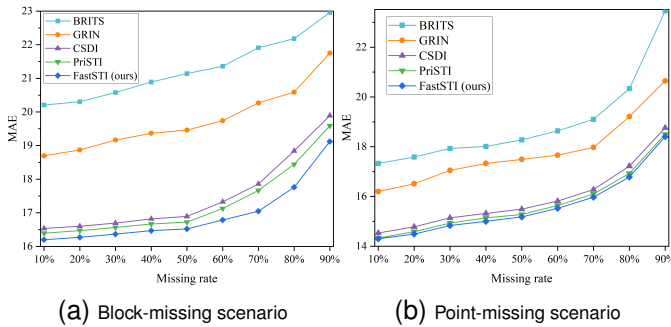 23
22
21
20
19
18
17
16
MAE
BRITS
GRIN
CSDI
PriSTI
FastSTI (ours)
10% 20% 30% 40% 50% 60% 70% 80% 90%
Missing rate
(a) Block-missing scenario
22
20
18
16
14
MAE
BRITS
GRIN
CSDI
PriSTI
FastSTI (ours)
10% 20% 30% 40% 50% 60% 70% 80% 90%
Missing rate
(b) Point-missing scenario